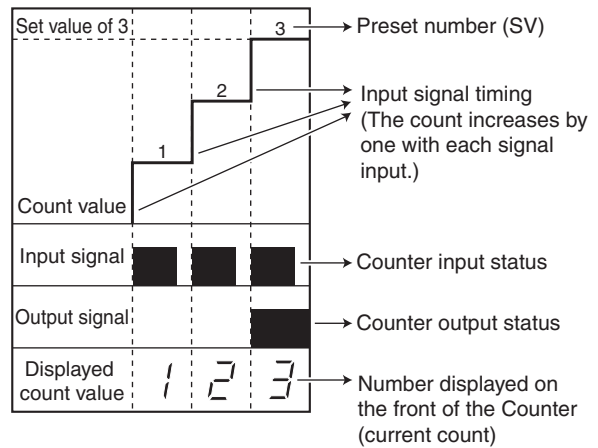 Set value of 3
3
Preset number (SV)
2
Input signal timing
(The count increases by
one with each signal
input.)
1
Count value
Input signal
Counter input status
Output signal
Counter output status
Displayed
count value
1 2 3
Number displayed on
the front of the Counter
(current count)